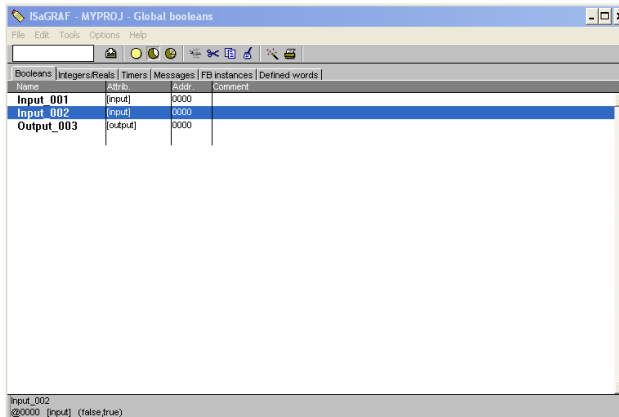 ISaGRAF - MYPROJ - Global booleans
File Edit Tools Options Help
Booleans Integers/Reals Timers Messages FB instances Defined words
Name Attrib. Addr. Comment
Input_001 [input] 0000
Input_002 [input] 0000
Output_003 [output] 0000
Input_002
@0000 [input] (false,true)